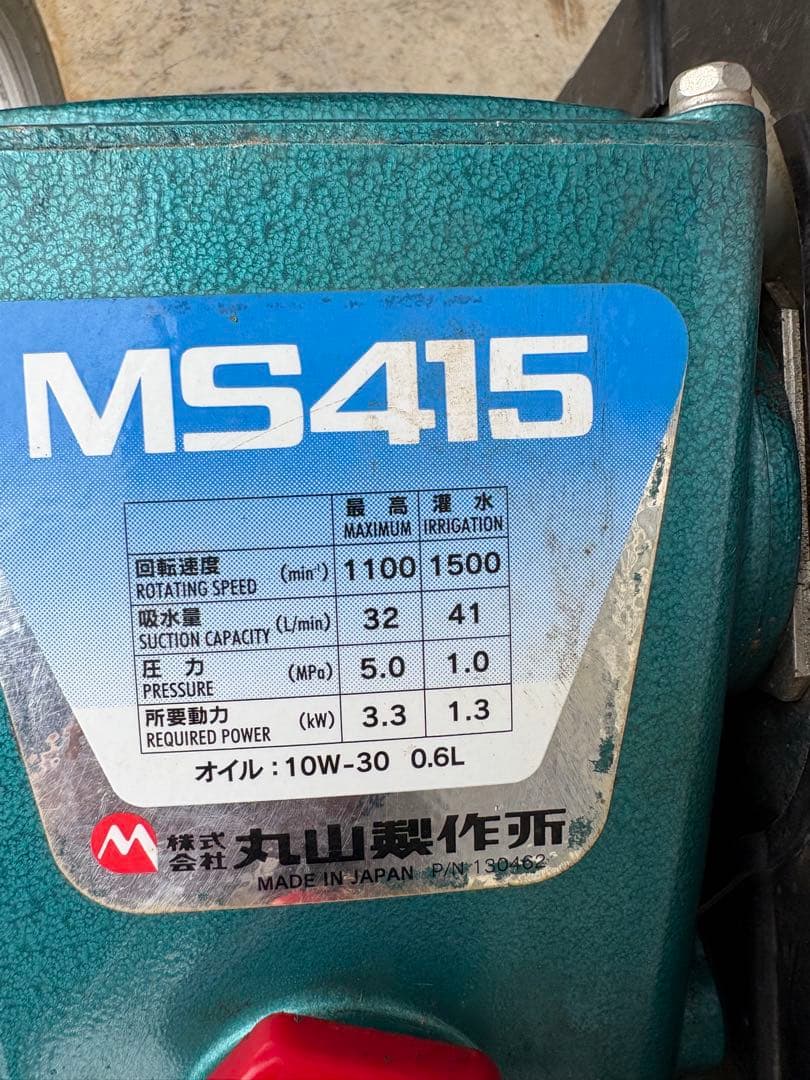 MS415
最高 灌水
MAXIMUM IRRIGATION
回転速度 (min⁻¹) 1100 1500
ROTATING SPEED
吸水量 (L/min) 32 41
SUCTION CAPACITY
圧力 (MPa) 5.0 1.0
PRESSURE
所要動力 (kW) 3.3 1.3
REQUIRED POWER
オイル:10W-30 0.6L
株式会社 丸山製作所
MADE IN JAPAN P/N 130462